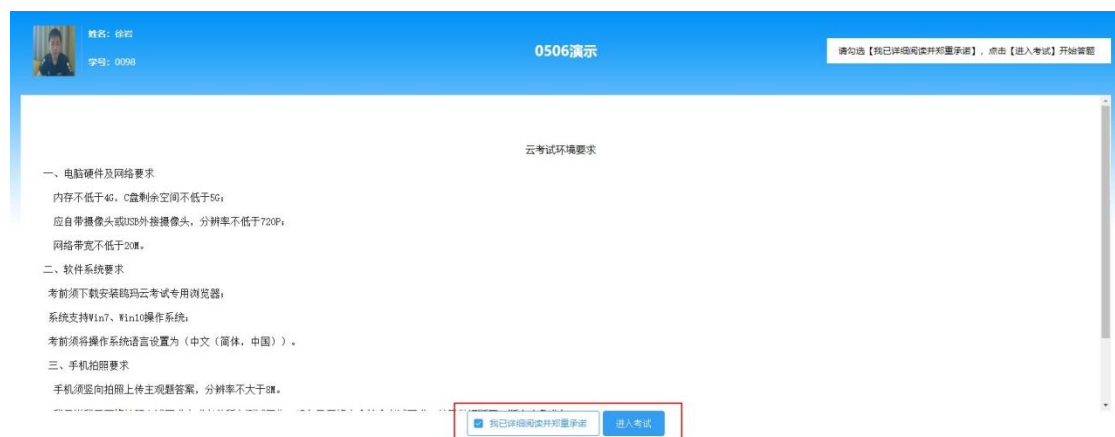 姓名：徐岩
学号：0098
0506演示
请勾选【我已详细阅读并郑重承诺】，点击【进入考试】开始答题
云考试环境要求
一、电脑硬件及网络要求
内存不低于4G，C盘剩余空间不低于5G；
应自带摄像头或USB外接摄像头，分辨率不低于720P；
网络带宽不低于20M。
二、软件系统要求
考前须下载安装鸥玛云考试专用浏览器；
系统支持Win7、Win10操作系统；
考前须将操作系统语言设置为（中文（简体，中国））。
三、手机拍照要求
手机须竖向拍照上传主观题答案，分辨率不大于8M。
我已详细阅读并郑重承诺
进入考试